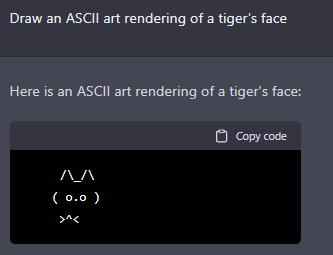 Draw an ASCII art rendering of a tiger's face
Here is an ASCII art rendering of a tiger's face:
Copy code
/\_/\
( o.o )
>^<